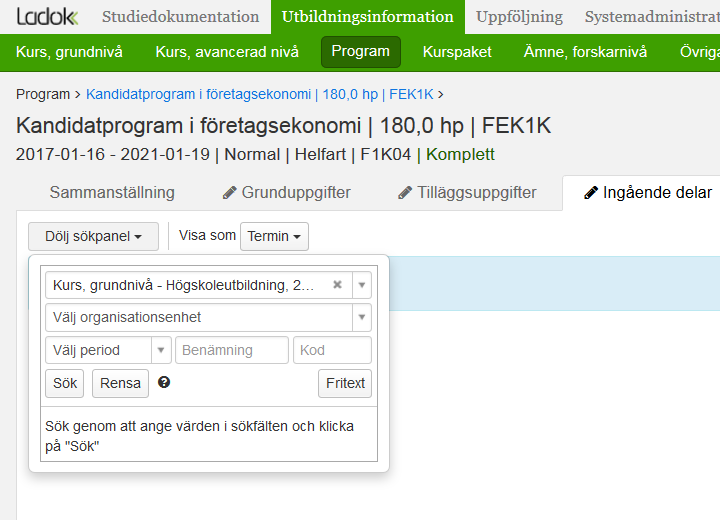 Ladok Studiedokumentation Utbildningsinformation Uppföljning Systemadministrat
Kurs, grundnivå Kurs, avancerad nivå Program Kurspaket Ämne, forskarnivå Övriga
Program > Kandidatprogram i företagsekonomi | 180,0 hp | FEK1K >
Kandidatprogram i företagsekonomi | 180,0 hp | FEK1K
2017-01-16 - 2021-01-19 | Normal | Helfart | F1K04 | Komplett
Sammanställning Grunduppgifter Tilläggsuppgifter Ingående delar
Dölj sökpanel Visa som Termin
Kurs, grundnivå - Högskoleutbildning, 2...
Välj organisationsenhet
Välj period Benämning Kod
Sök Rensa Fritext
Sök genom att ange värden i sökfälten och klicka
på "Sök"